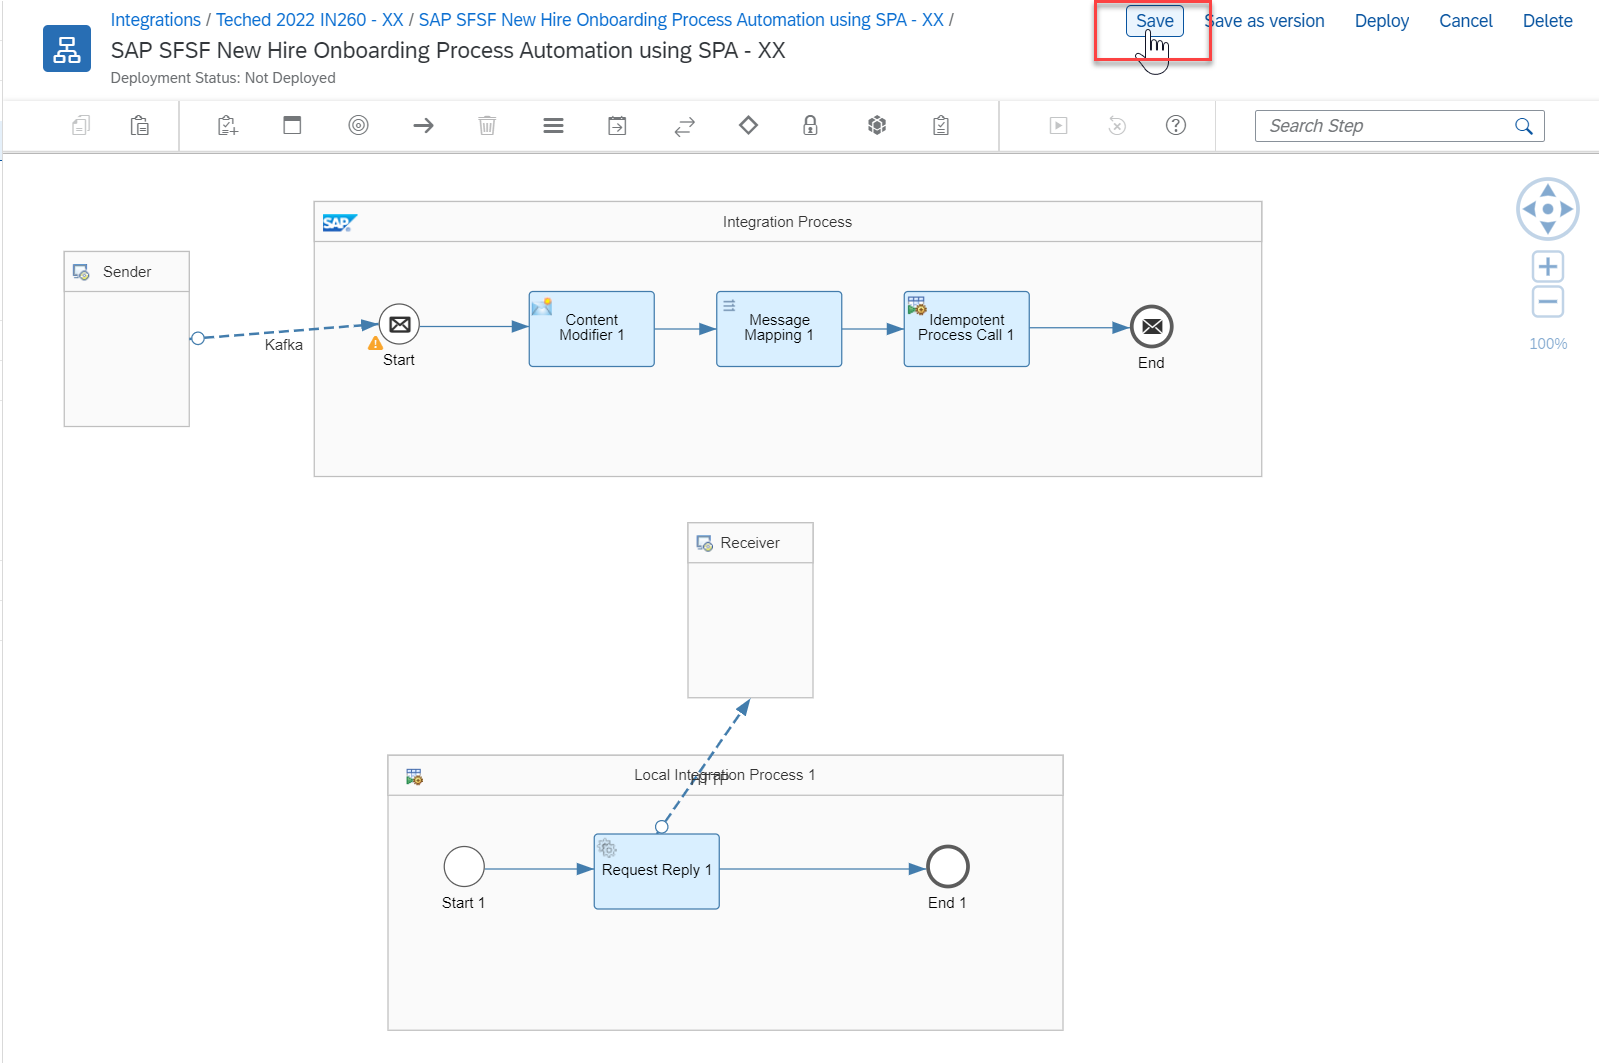 Integrations / Teched 2022 IN260 - XX / SAP SFSF New Hire Onboarding Process Automation using SPA - XX /
Save
Save as version
Deploy
Cancel
Delete
SAP SFSF New Hire Onboarding Process Automation using SPA - XX
Deployment Status: Not Deployed
Search Step
SAP
Integration Process
Sender
Kafka
Start
Content
Modifier 1
Message
Mapping 1
Idempotent
Process Call 1
End
100%
Receiver
Local Integration Process 1
HTTP
Request Reply 1
Start 1
End 1